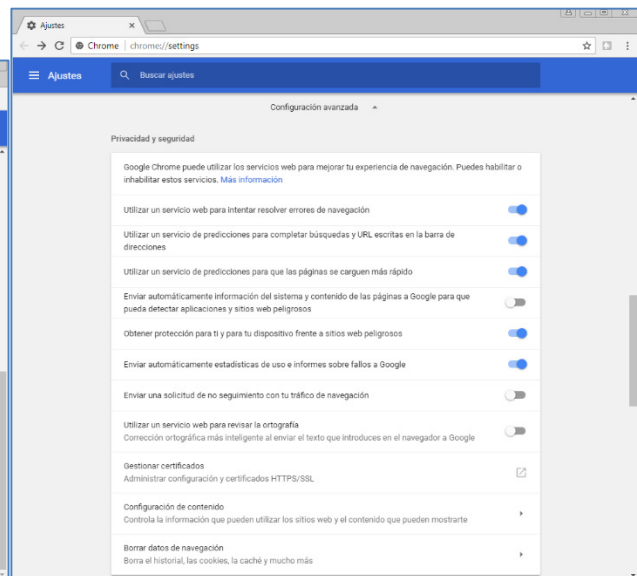 Ajustes
Chrome | chrome://settings
Ajustes
Buscar ajustes
Configuración avanzada
Privacidad y seguridad
Google Chrome puede utilizar los servicios web para mejorar tu experiencia de navegación. Puedes habilitar o
inhabilitar estos servicios. Más información
Utilizar un servicio web para intentar resolver errores de navegación
Utilizar un servicio de predicciones para completar búsquedas y URL escritas en la barra de
direcciones
Utilizar un servicio de predicciones para que las páginas se carguen más rápido
Enviar automáticamente información del sistema y contenido de las páginas a Google para que
pueda detectar aplicaciones y sitios web peligrosos
Obtener protección para ti y para tu dispositivo frente a sitios web peligrosos
Enviar automáticamente estadísticas de uso e informes sobre fallos a Google
Enviar una solicitud de no seguimiento con tu tráfico de navegación
Utilizar un servicio web para revisar la ortografía
Corrección ortográfica más inteligente al enviar el texto que introduces en el navegador a Google
Gestionar certificados
Administrar configuración y certificados HTTPS/SSL
Configuración de contenido
Controla la información que pueden utilizar los sitios web y el contenido que pueden mostrarte
Borrar datos de navegación
Borra el historial, las cookies, la caché y mucho más